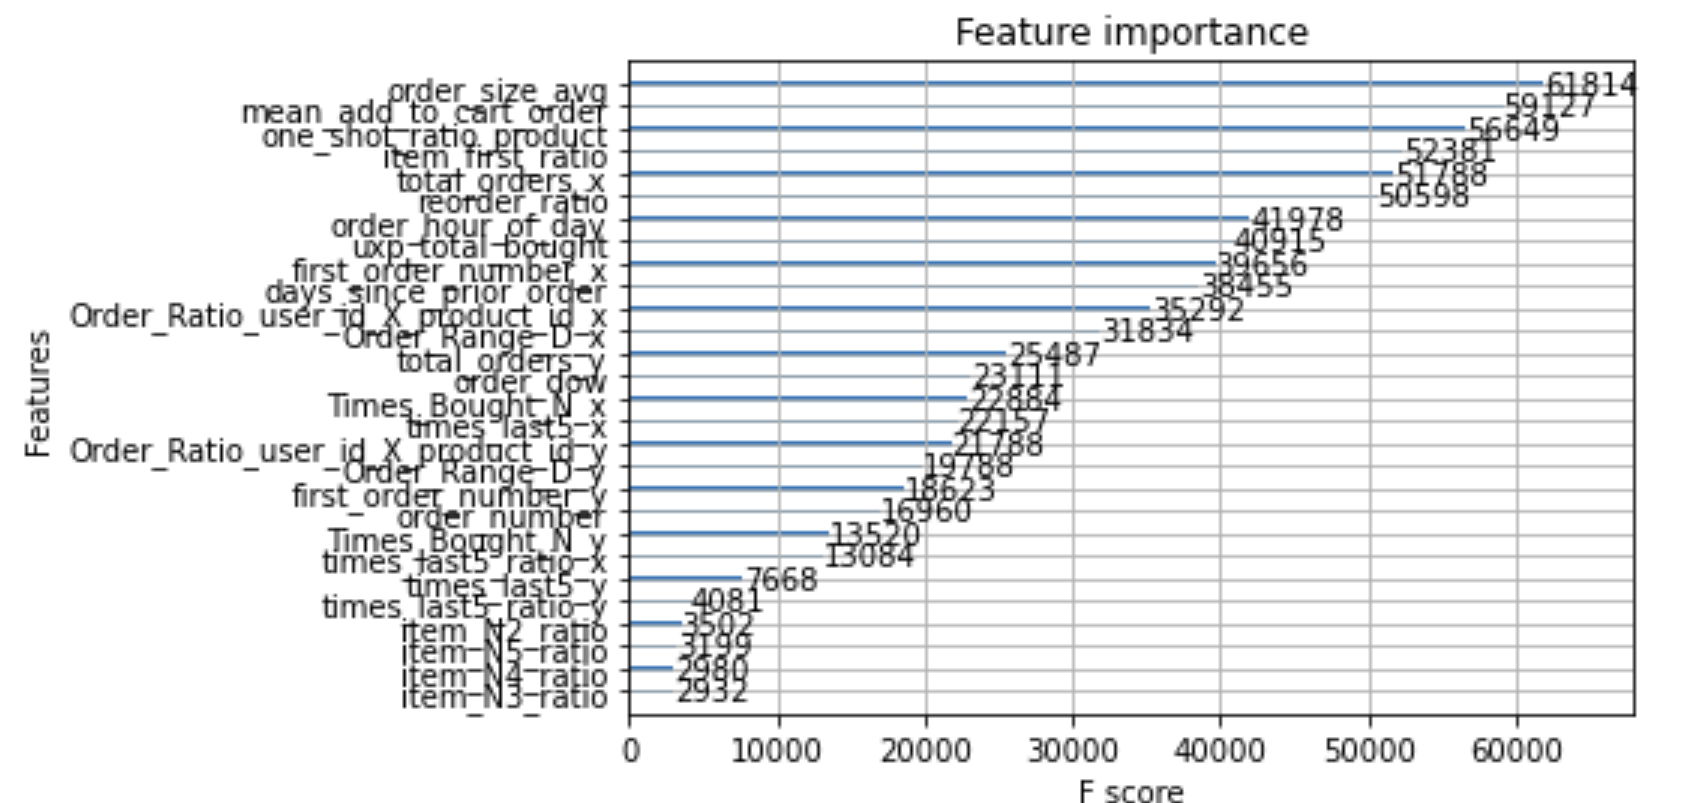 Feature importance
order_size_avg 61814
mean_add_to_cart_order 59127
one_shot_ratio_product 56649
item_first_ratio 52381
total_orders_x 51788
reorder_ratio 50598
order_hour_of_day 41978
uxp_total_bought 40915
first_order_number_x 39656
days_since_prior_order 38455
Order_Ratio_user_id_X_product_id_x 35292
Order_Range_D_x 31834
total_orders_y 25487
order_dow 23111
Times_Bought_N_x 22884
times_last5_x 22157
Order_Ratio_user_id_X_product_id_y 21788
Order_Range_D_y 19788
first_order_number_y 18623
order_number 16960
Times_Bought_N_y 13520
times_last5_ratio_x 13084
times_last5_y 7668
times_last5_ratio_y 4081
item_N2_ratio 3502
item_N5_ratio 3199
item_N4_ratio 2980
item_N3_ratio 2932
Features
0 10000 20000 30000 40000 50000 60000
F score